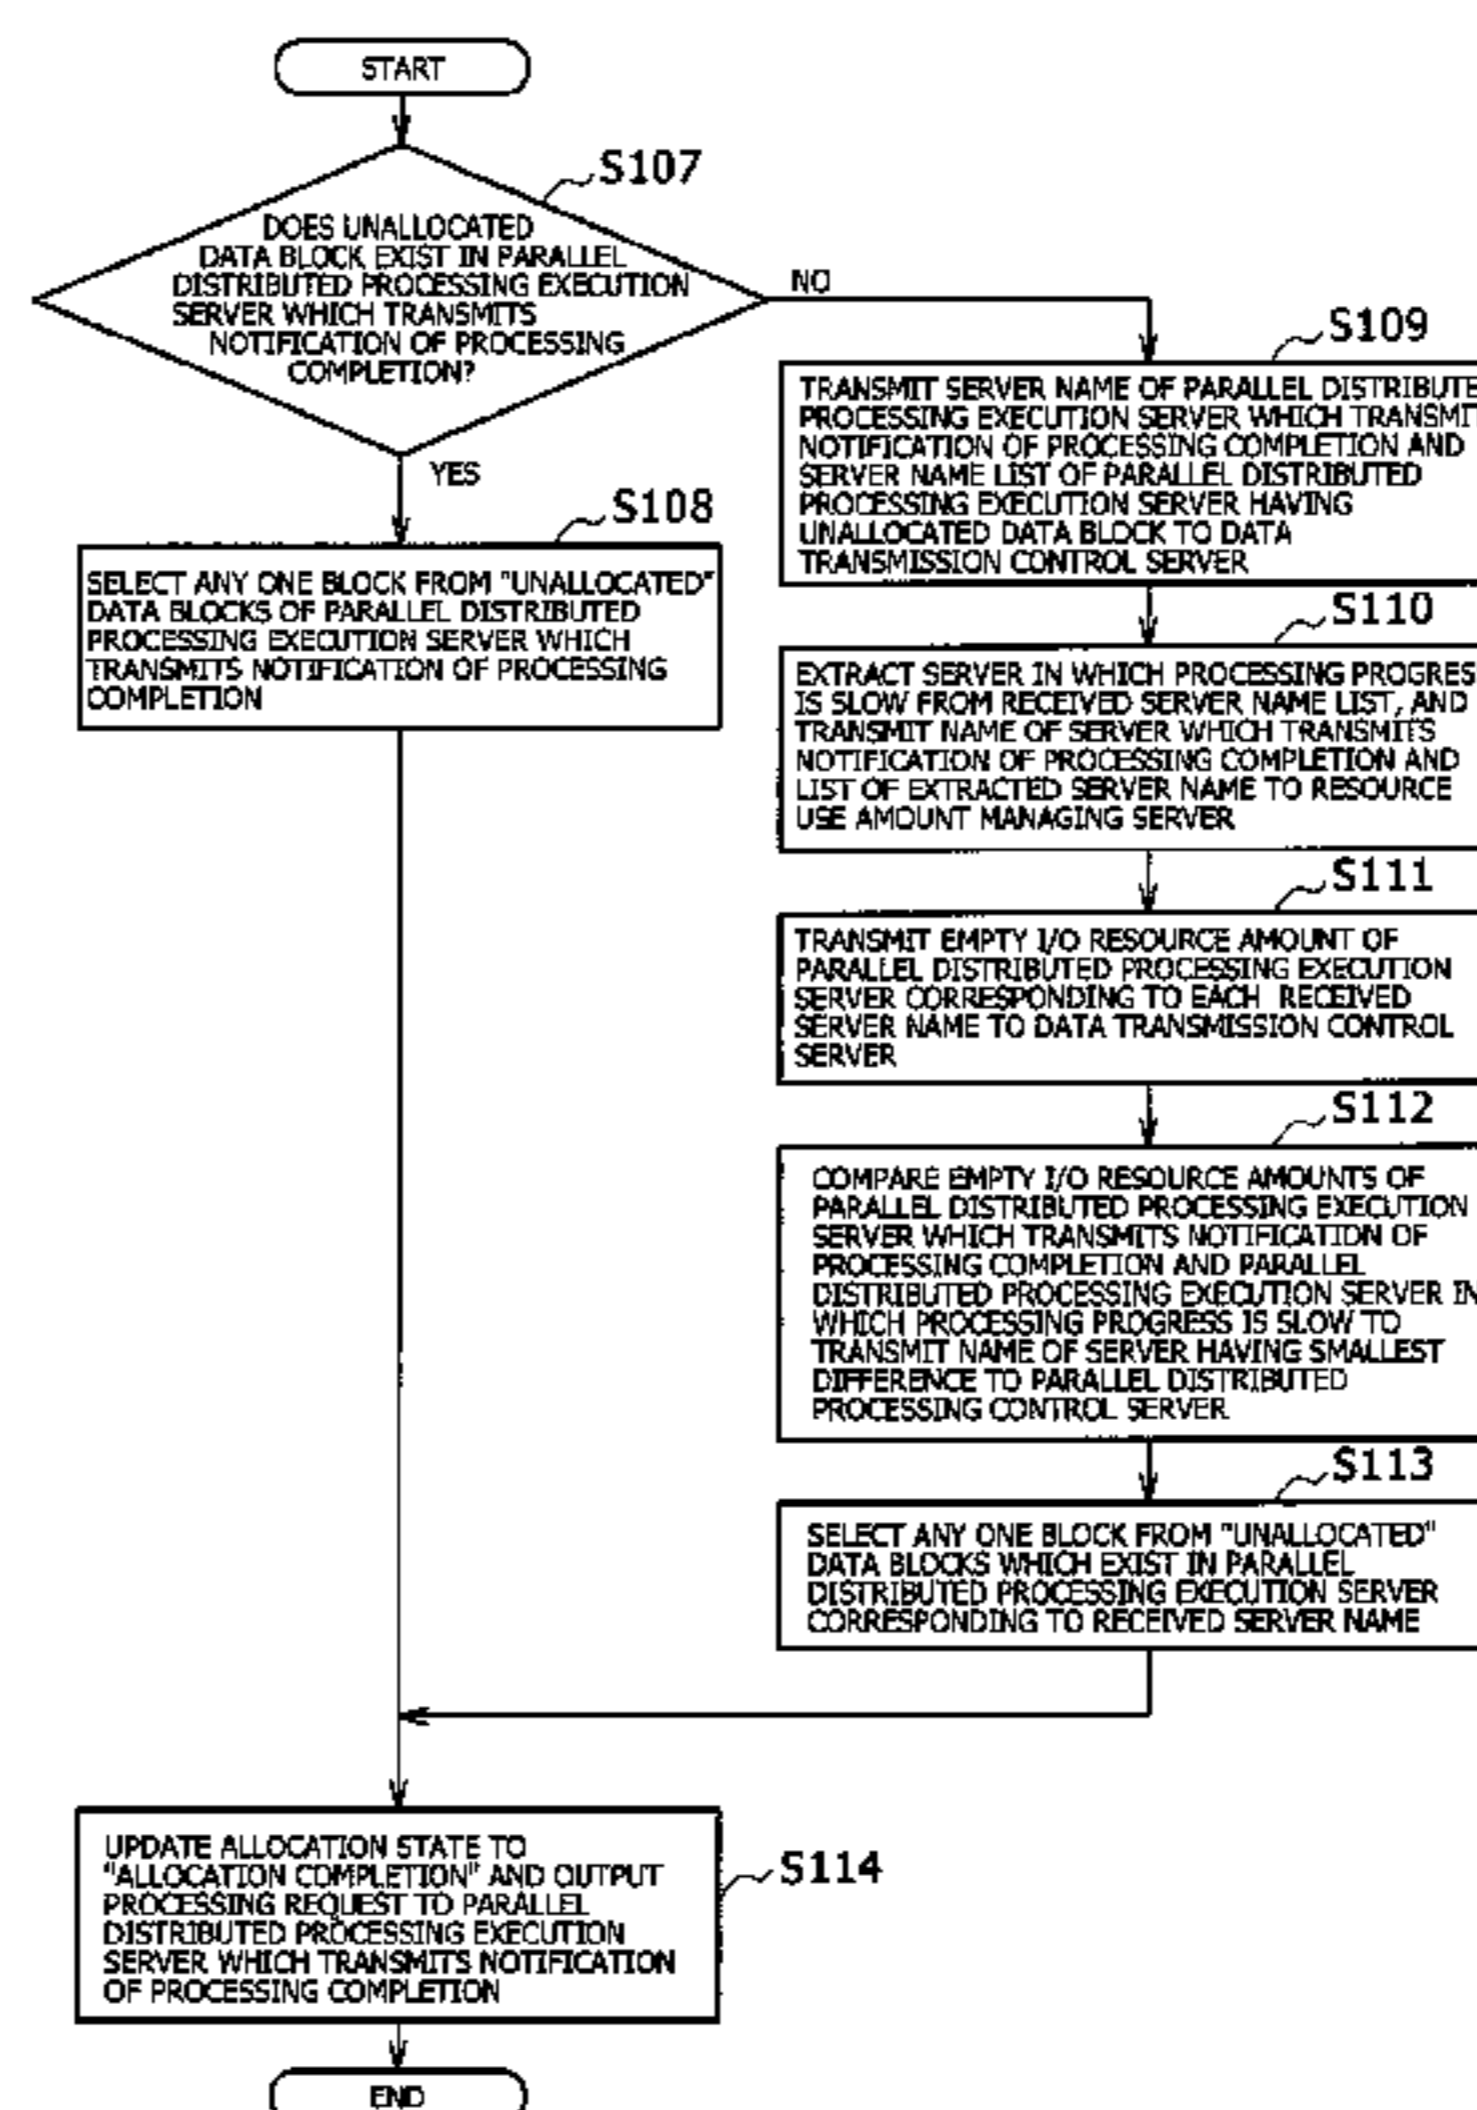 START
S107
DOES UNALLOCATED
DATA BLOCK EXIST IN PARALLEL
DISTRIBUTED PROCESSING EXECUTION
SERVER WHICH TRANSMITS
NOTIFICATION OF PROCESSING
COMPLETION?
NO
YES
S108
SELECT ANY ONE BLOCK FROM "UNALLOCATED"
DATA BLOCKS OF PARALLEL DISTRIBUTED
PROCESSING EXECUTION SERVER WHICH
TRANSMITS NOTIFICATION OF PROCESSING
COMPLETION
S109
TRANSMIT SERVER NAME OF PARALLEL DISTRIBUTE
PROCESSING EXECUTION SERVER WHICH TRANSMIT
NOTIFICATION OF PROCESSING COMPLETION AND
SERVER NAME LIST OF PARALLEL DISTRIBUTED
PROCESSING EXECUTION SERVER HAVING
UNALLOCATED DATA BLOCK TO DATA
TRANSMISSION CONTROL SERVER
S110
EXTRACT SERVER IN WHICH PROCESSING PROGRES
IS SLOW FROM RECEIVED SERVER NAME LIST, AND
TRANSMIT NAME OF SERVER WHICH TRANSMITS
NOTIFICATION OF PROCESSING COMPLETION AND
LIST OF EXTRACTED SERVER NAME TO RESOURCE
USE AMOUNT MANAGING SERVER
S111
TRANSMIT EMPTY I/O RESOURCE AMOUNT OF
PARALLEL DISTRIBUTED PROCESSING EXECUTION
SERVER CORRESPONDING TO EACH RECEIVED
SERVER NAME TO DATA TRANSMISSION CONTROL
SERVER
S112
COMPARE EMPTY I/O RESOURCE AMOUNTS OF
PARALLEL DISTRIBUTED PROCESSING EXECUTION
SERVER WHICH TRANSMITS NOTIFICATION OF
PROCESSING COMPLETION AND PARALLEL
DISTRIBUTED PROCESSING EXECUTION SERVER IN
WHICH PROCESSING PROGRESS IS SLOW TO
TRANSMIT NAME OF SERVER HAVING SMALLEST
DIFFERENCE TO PARALLEL DISTRIBUTED
PROCESSING CONTROL SERVER
S113
SELECT ANY ONE BLOCK FROM "UNALLOCATED"
DATA BLOCKS WHICH EXIST IN PARALLEL
DISTRIBUTED PROCESSING EXECUTION SERVER
CORRESPONDING TO RECEIVED SERVER NAME
S114
UPDATE ALLOCATION STATE TO
"ALLOCATION COMPLETION" AND OUTPUT
PROCESSING REQUEST TO PARALLEL
DISTRIBUTED PROCESSING EXECUTION
SERVER WHICH TRANSMITS NOTIFICATION
OF PROCESSING COMPLETION
END